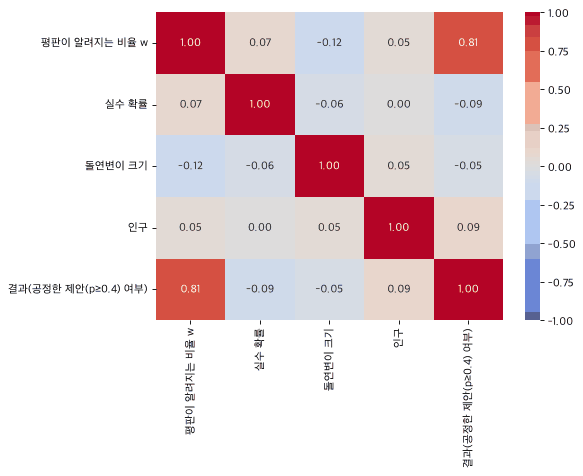 평판이 알려지는 비율 w
1.00 0.07 -0.12 0.05 0.81
실수 확률
0.07 1.00 -0.06 0.00 -0.09
돌연변이 크기
-0.12 -0.06 1.00 0.05 -0.05
인구
0.05 0.00 0.05 1.00 0.09
결과(공정한 제안(p≥0.4) 여부)
0.81 -0.09 -0.05 0.09 1.00
평판이 알려지는 비율 w
실수 확률
돌연변이 크기
인구
결과(공정한 제안(p≥0.4) 여부)
1.00
0.75
0.50
0.25
0.00
-0.25
-0.50
-0.75
-1.00